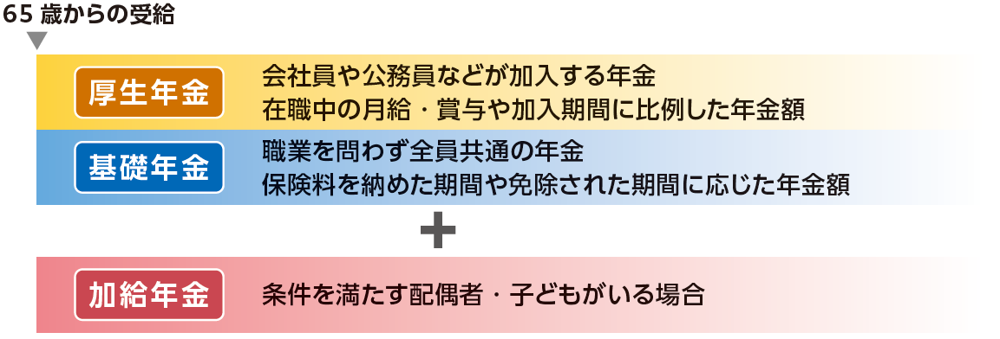 65 歳からの受給
厚生年金
会社員や公務員などが加入する年金
在職中の月給・賞与や加入期間に比例した年金額
基礎年金
職業を問わず全員共通の年金
保険料を納めた期間や免除された期間に応じた年金額
+
加給年金
条件を満たす配偶者・子どもがいる場合